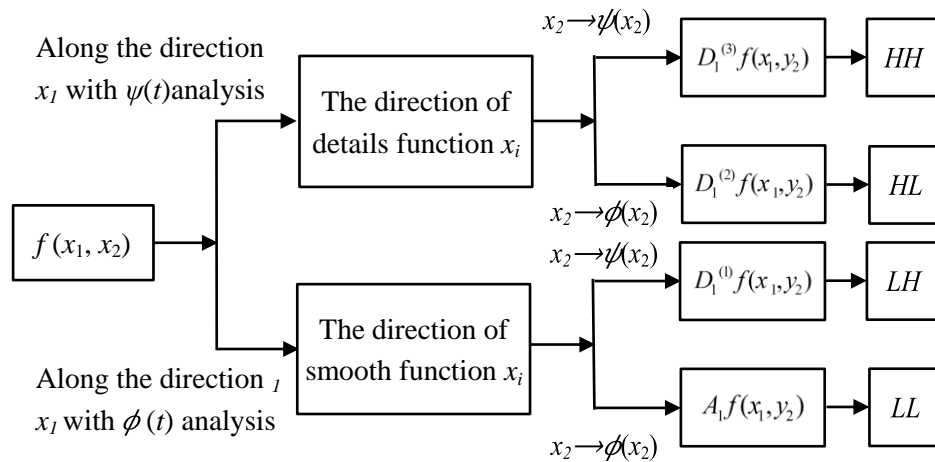 x₂→ψ(x₂)
Along the direction
x₁ with ψ(t)analysis
D₁⁽³⁾f(x₁,y₂)
HH
The direction of
details function xᵢ
D₁⁽²⁾f(x₁,y₂)
HL
x₂→ϕ(x₂)
f(x₁, x₂)
x₂→ψ(x₂)
D₁⁽¹⁾f(x₁,y₂)
LH
The direction of
smooth function xᵢ
Along the direction ₁
x₁ with ϕ (t) analysis
A₁f(x₁,y₂)
LL
x₂→ϕ(x₂)